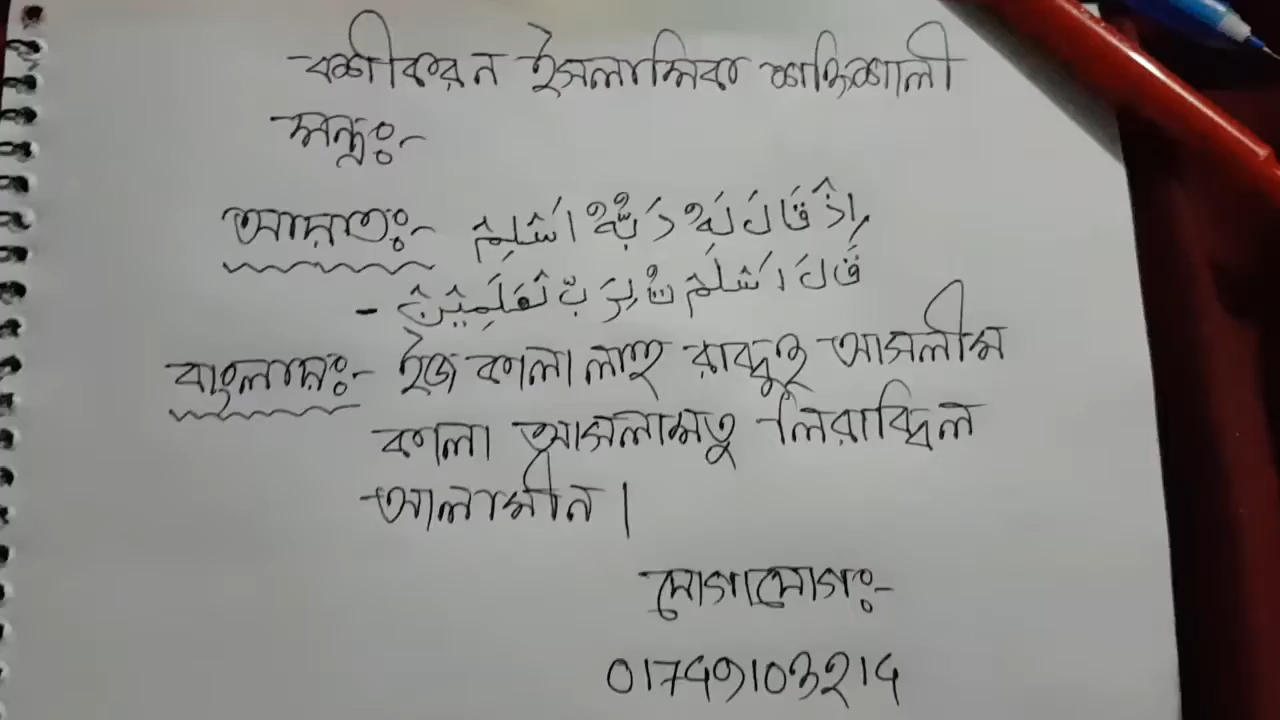 বশীকরন ইসলামিক শক্তিশালী
মন্ত্রঃ-
আয়াতঃ- اِذْ قَالَ لَهٗ رَبُّهٗۤ اَسْلِمْ
قَالَ اَسْلَمْتُ لِرَبِّ الْعٰلَمِیْنَ -
বাংলায়ঃ- ইজ কালা লাহু রাব্বুহু আসলীম
কালা আসলামতু লিরাব্বিল
আলামীন।
যোগাযোগঃ-
01749103214